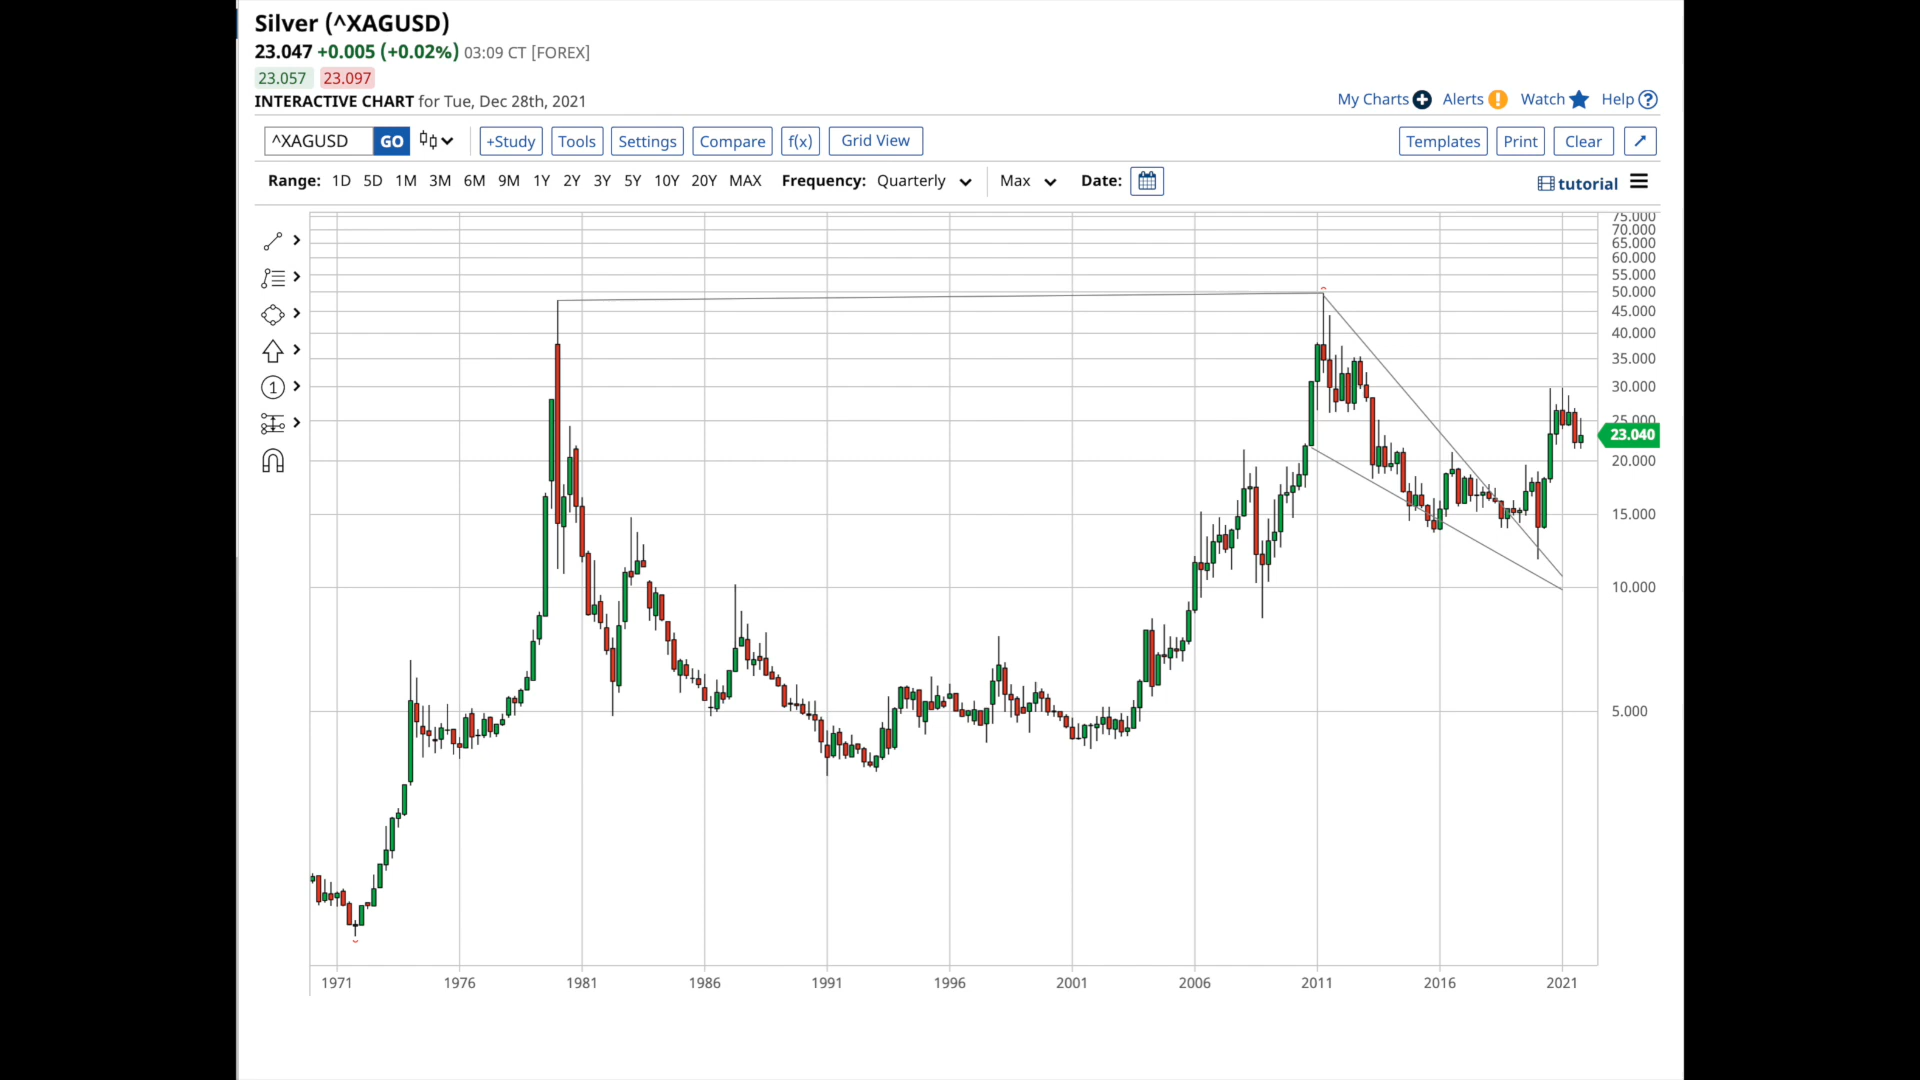 Silver (^XAGUSD)
23.047 +0.005 (+0.02%) 03:09 CT [FOREX]
23.057 23.097
INTERACTIVE CHART for Tue, Dec 28th, 2021
My Charts Alerts Watch Help
^XAGUSD GO +Study Tools Settings Compare f(x) Grid View Templates Print Clear
Range: 1D 5D 1M 3M 6M 9M 1Y 2Y 3Y 5Y 10Y 20Y MAX Frequency: Quarterly Max Date: tutorial
75.000
70.000
65.000
60.000
55.000
50.000
45.000
40.000
35.000
30.000
25.000
23.040
20.000
15.000
10.000
5.000
1
1971 1976 1981 1986 1991 1996 2001 2006 2011 2016 2021